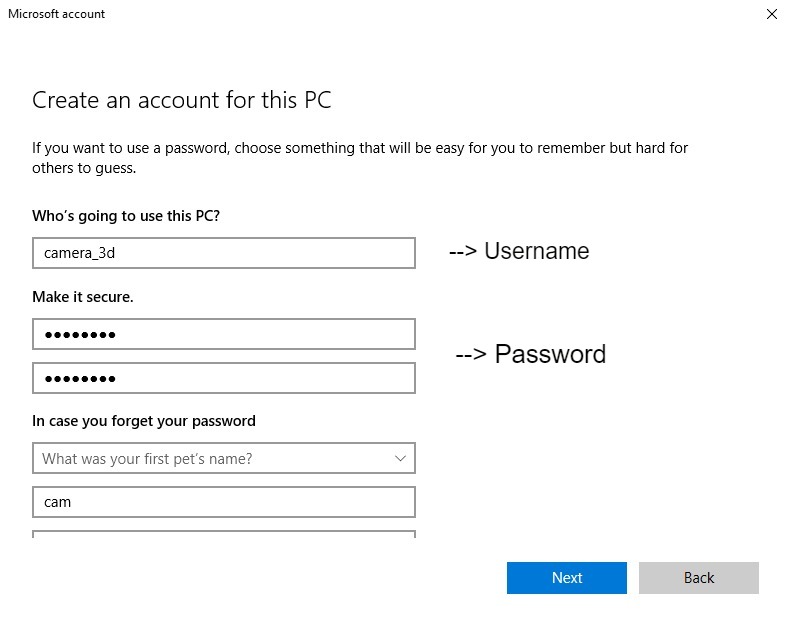 Microsoft account
Create an account for this PC
If you want to use a password, choose something that will be easy for you to remember but hard for
others to guess.
Who's going to use this PC?
camera_3d
--> Username
Make it secure.
●●●●●●●●
--> Password
●●●●●●●●
In case you forget your password
What was your first pet's name?
cam
Next
Back